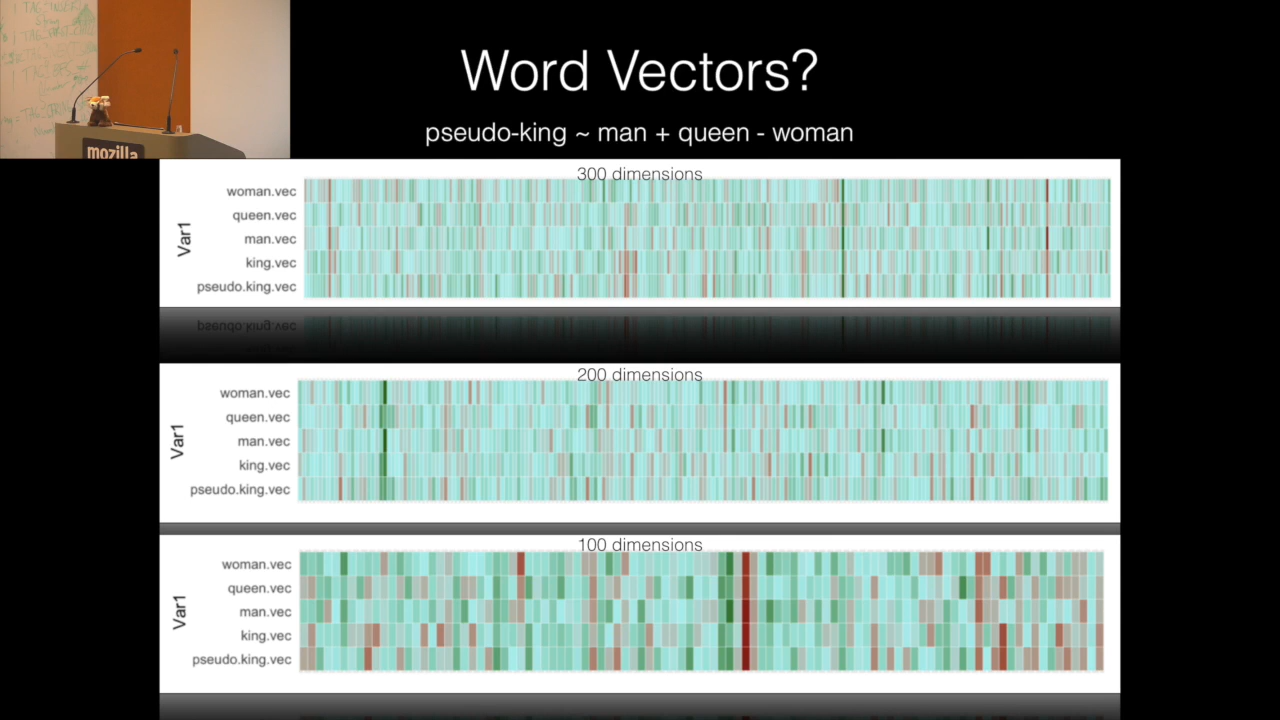 Word Vectors?
pseudo-king ~ man + queen - woman
mozilla
300 dimensions
Var1
woman.vec
queen.vec
man.vec
king.vec
pseudo.king.vec
200 dimensions
Var1
woman.vec
queen.vec
man.vec
king.vec
pseudo.king.vec
100 dimensions
Var1
woman.vec
queen.vec
man.vec
king.vec
pseudo.king.vec